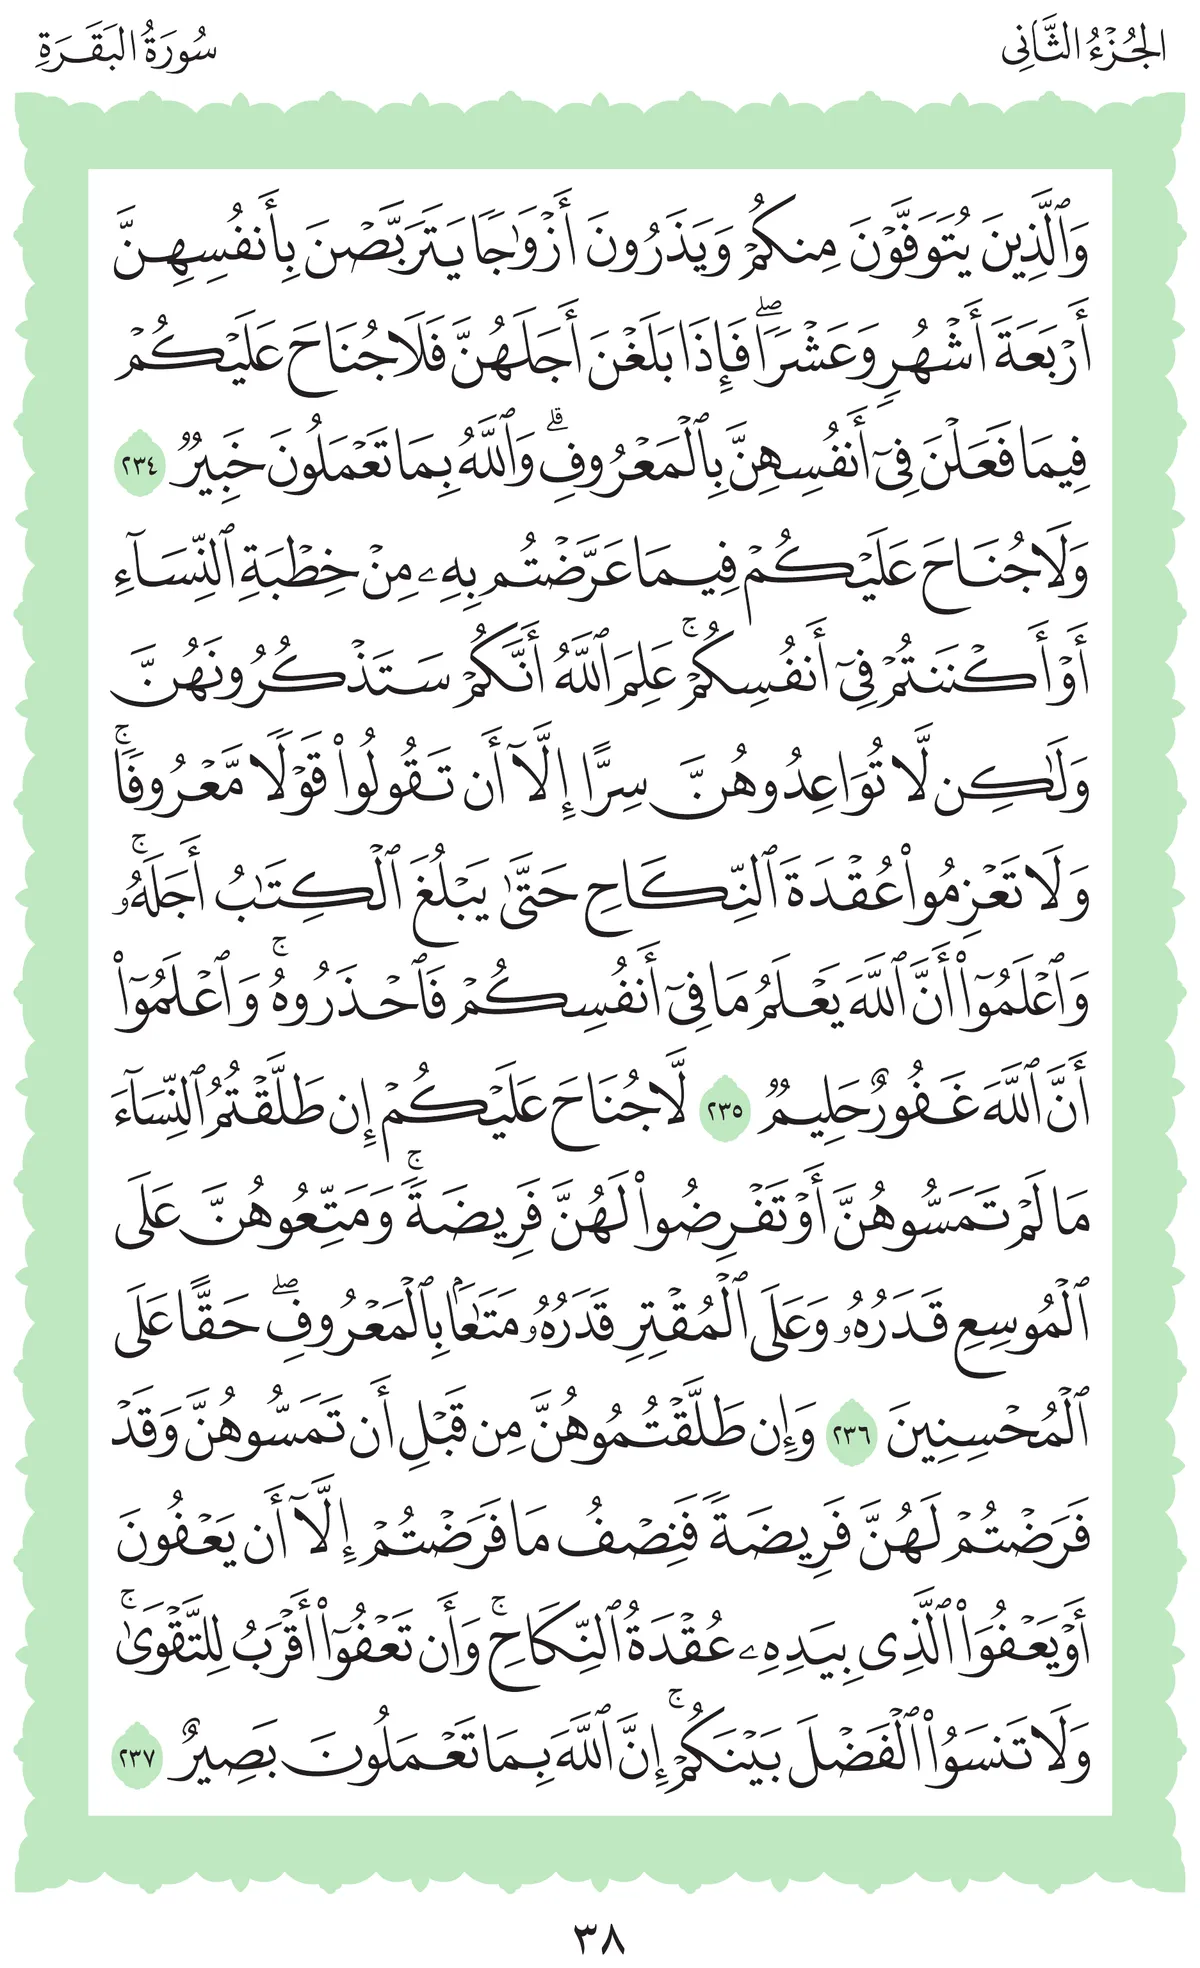 الجُزْءُ الثَّانِى
سُورَةُ البَقَرَةِ
وَٱلَّذِينَ يُتَوَفَّوْنَ مِنكُمْ وَيَذَرُونَ أَزْوَٰجًا يَتَرَبَّصْنَ بِأَنفُسِهِنَّ
أَرْبَعَةَ أَشْهُرٍ وَعَشْرًا ۖ فَإِذَا بَلَغْنَ أَجَلَهُنَّ فَلَا جُنَاحَ عَلَيْكُمْ
فِيمَا فَعَلْنَ فِىٓ أَنفُسِهِنَّ بِٱلْمَعْرُوفِ ۗ وَٱللَّهُ بِمَا تَعْمَلُونَ خَبِيرٌ ٢٣٤
وَلَا جُنَاحَ عَلَيْكُمْ فِيمَا عَرَّضْتُم بِهِۦ مِنْ خِطْبَةِ ٱلنِّسَآءِ
أَوْ أَكْنَنتُمْ فِىٓ أَنفُسِكُمْ ۚ عَلِمَ ٱللَّهُ أَنَّكُمْ سَتَذْكُرُونَهُنَّ
وَلَٰكِن لَّا تُوَاعِدُوهُنَّ سِرًّا إِلَّآ أَن تَقُولُوا۟ قَوْلًا مَّعْرُوفًا ۚ
وَلَا تَعْزِمُوا۟ عُقْدَةَ ٱلنِّكَاحِ حَتَّىٰ يَبْلُغَ ٱلْكِتَٰبُ أَجَلَهُۥ ۚ
وَٱعْلَمُوٓا۟ أَنَّ ٱللَّهَ يَعْلَمُ مَا فِىٓ أَنفُسِكُمْ فَٱحْذَرُوهُ ۚ وَٱعْلَمُوٓا۟
أَنَّ ٱللَّهَ غَفُورٌ حَلِيمٌ ٢٣٥ لَّا جُنَاحَ عَلَيْكُمْ إِن طَلَّقْتُمُ ٱلنِّسَآءَ
مَا لَمْ تَمَسُّوهُنَّ أَوْ تَفْرِضُوا۟ لَهُنَّ فَرِيضَةً ۚ وَمَتِّعُوهُنَّ عَلَى
ٱلْمُوسِعِ قَدَرُهُۥ وَعَلَى ٱلْمُقْتِرِ قَدَرُهُۥ مَتَٰعًۢا بِٱلْمَعْرُوفِ ۖ حَقًّا عَلَى
ٱلْمُحْسِنِينَ ٢٣٦ وَإِن طَلَّقْتُمُوهُنَّ مِن قَبْلِ أَن تَمَسُّوهُنَّ وَقَدْ
فَرَضْتُمْ لَهُنَّ فَرِيضَةً فَنِصْفُ مَا فَرَضْتُمْ إِلَّآ أَن يَعْفُونَ
أَوْ يَعْفُوَا۟ ٱلَّذِى بِيَدِهِۦ عُقْدَةُ ٱلنِّكَاحِ ۚ وَأَن تَعْفُوٓا۟ أَقْرَبُ لِلتَّقْوَىٰ ۚ
وَلَا تَنسَوُا۟ ٱلْفَضْلَ بَيْنَكُمْ ۚ إِنَّ ٱللَّهَ بِمَا تَعْمَلُونَ بَصِيرٌ ٢٣٧
٣٨